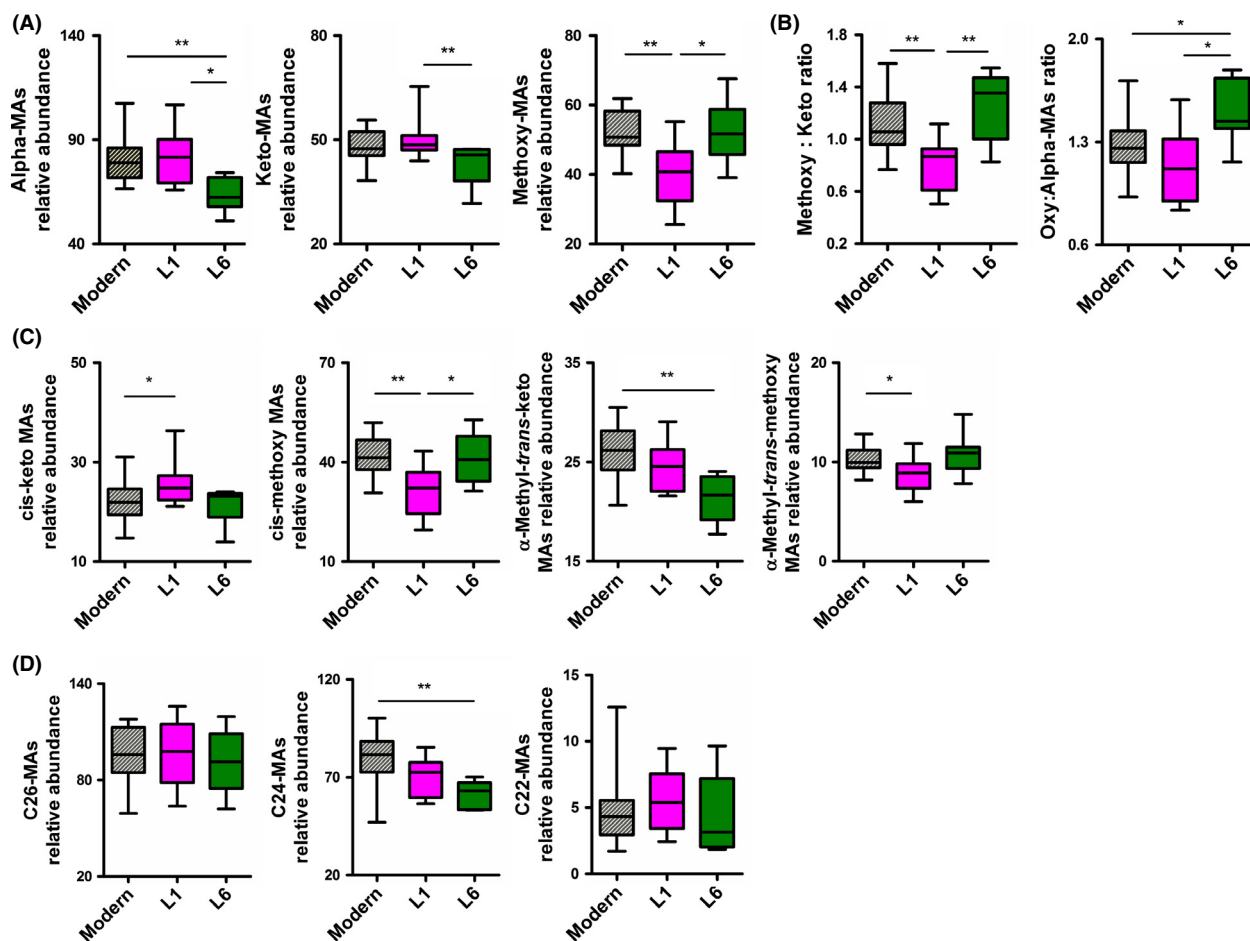 (A)
Alpha-MAs
relative abundance
140
90
40
**
*
Modern
L1
L6
Keto-MAs
relative abundance
80
50
20
**
Modern
L1
L6
Methoxy-MAs
relative abundance
80
60
40
20
**
*
Modern
L1
L6
(B)
Methoxy : Keto ratio
1.8
1.4
1.0
0.6
0.2
**
**
Modern
L1
L6
Oxy:Alpha-MAs ratio
2.0
1.3
0.6
*
*
Modern
L1
L6
(C)
cis-keto MAs
relative abundance
50
30
10
*
Modern
L1
L6
cis-methoxy MAs
relative abundance
70
40
10
**
*
Modern
L1
L6
α-Methyl-trans-keto
MAs relative abundance
35
25
15
**
Modern
L1
L6
α-Methyl-trans-methoxy
MAs relative abundance
20
10
0
*
Modern
L1
L6
(D)
C26-MAs
relative abundance
140
80
20
Modern
L1
L6
C24-MAs
relative abundance
120
70
20
**
Modern
L1
L6
C22-MAs
relative abundance
15
10
5
0
Modern
L1
L6